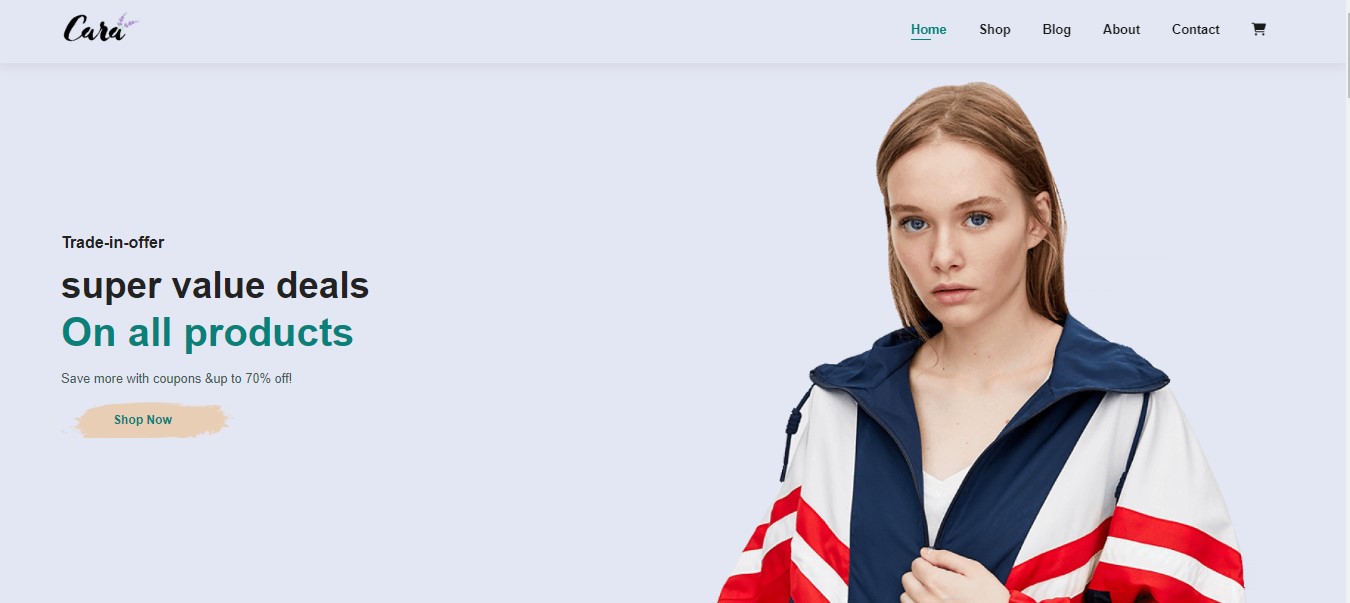 Cara
Home Shop Blog About Contact
Trade-in-offer
super value deals
On all products
Save more with coupons &up to 70% off!
Shop Now